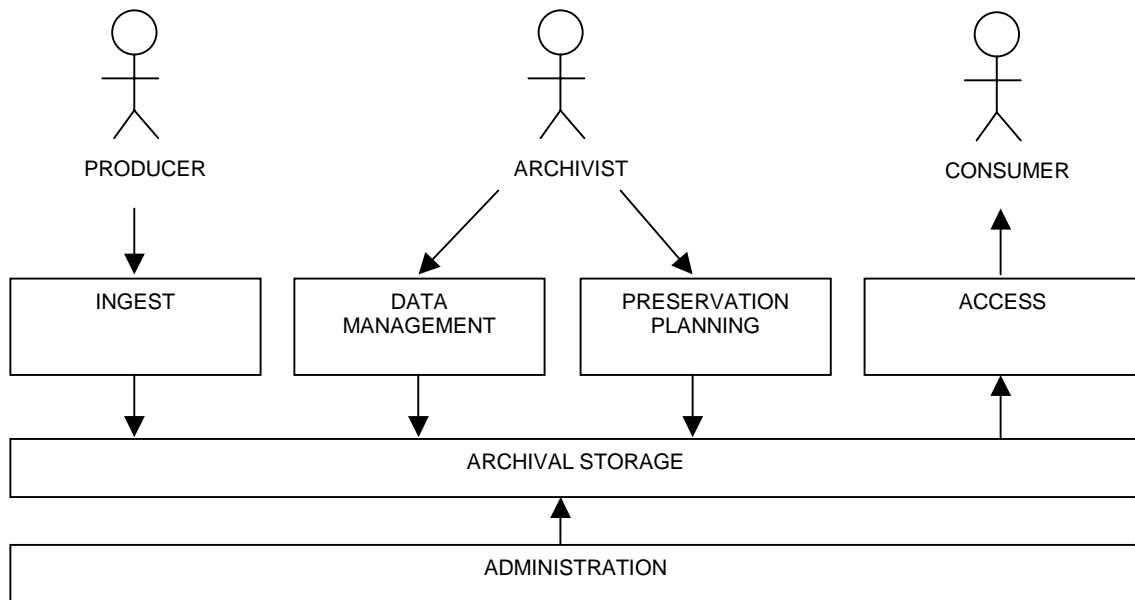 PRODUCER
ARCHIVIST
CONSUMER
INGEST
DATA
MANAGEMENT
PRESERVATION
PLANNING
ACCESS
ARCHIVAL STORAGE
ADMINISTRATION